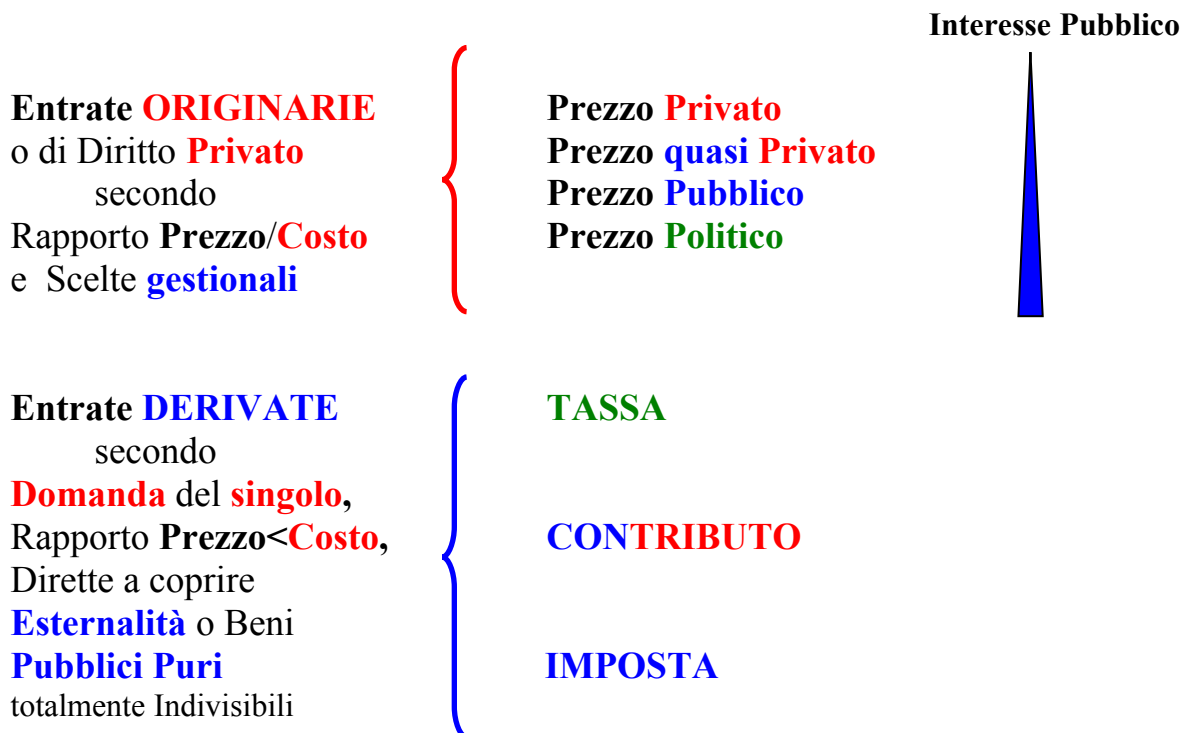 Interesse Pubblico
Entrate ORIGINARIE
o di Diritto Privato
secondo
Rapporto Prezzo/Costo
e Scelte gestionali
Prezzo Privato
Prezzo quasi Privato
Prezzo Pubblico
Prezzo Politico
Entrate DERIVATE
secondo
Domanda del singolo,
Rapporto Prezzo<Costo,
Dirette a coprire
Esternalità o Beni
Pubblici Puri
totalmente Indivisibili
TASSA
CONTRIBUTO
IMPOSTA